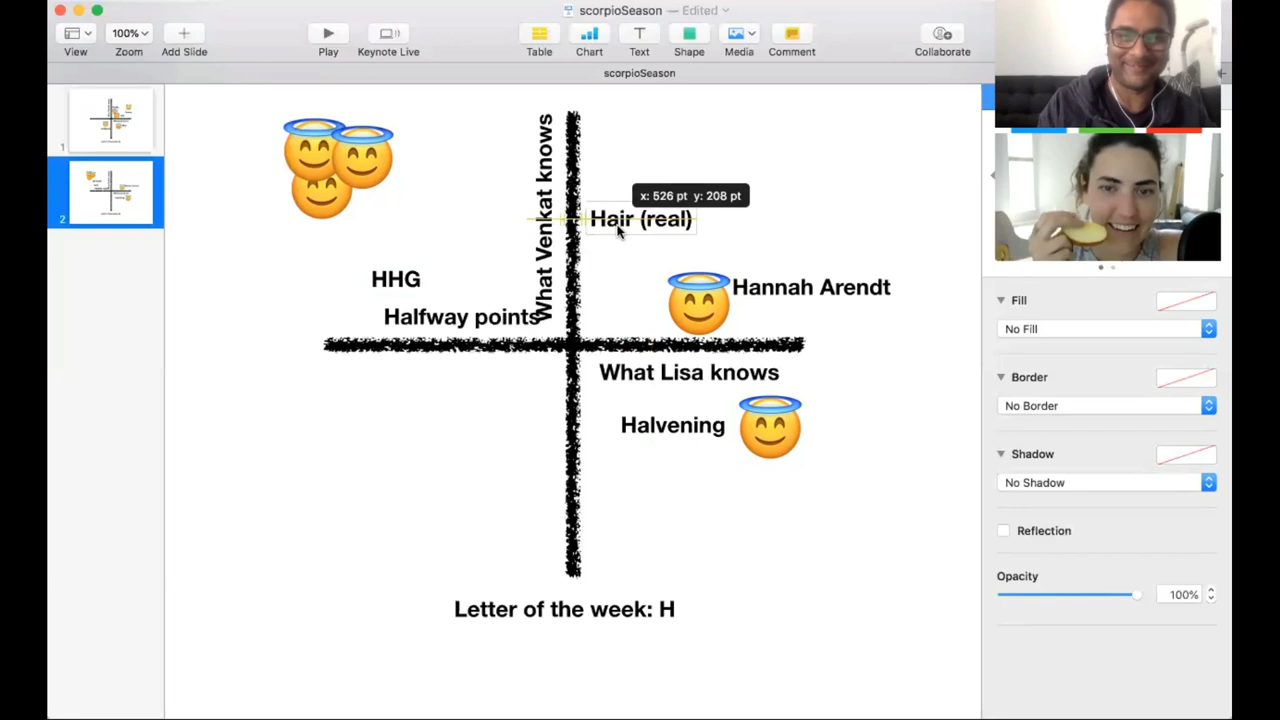 scorpioSeason — Edited
View
100%
Zoom
Add Slide
Play
Keynote Live
Table
Chart
Text
Shape
Media
Comment
Collaborate
scorpioSeason
1
2
What Venkat knows
x: 526 pt y: 208 pt
Hair (real)
HHG
Hannah Arendt
Halfway points
What Lisa knows
Halvening
Letter of the week: H
Fill
No Fill
Border
No Border
Shadow
No Shadow
Reflection
Opacity
100%